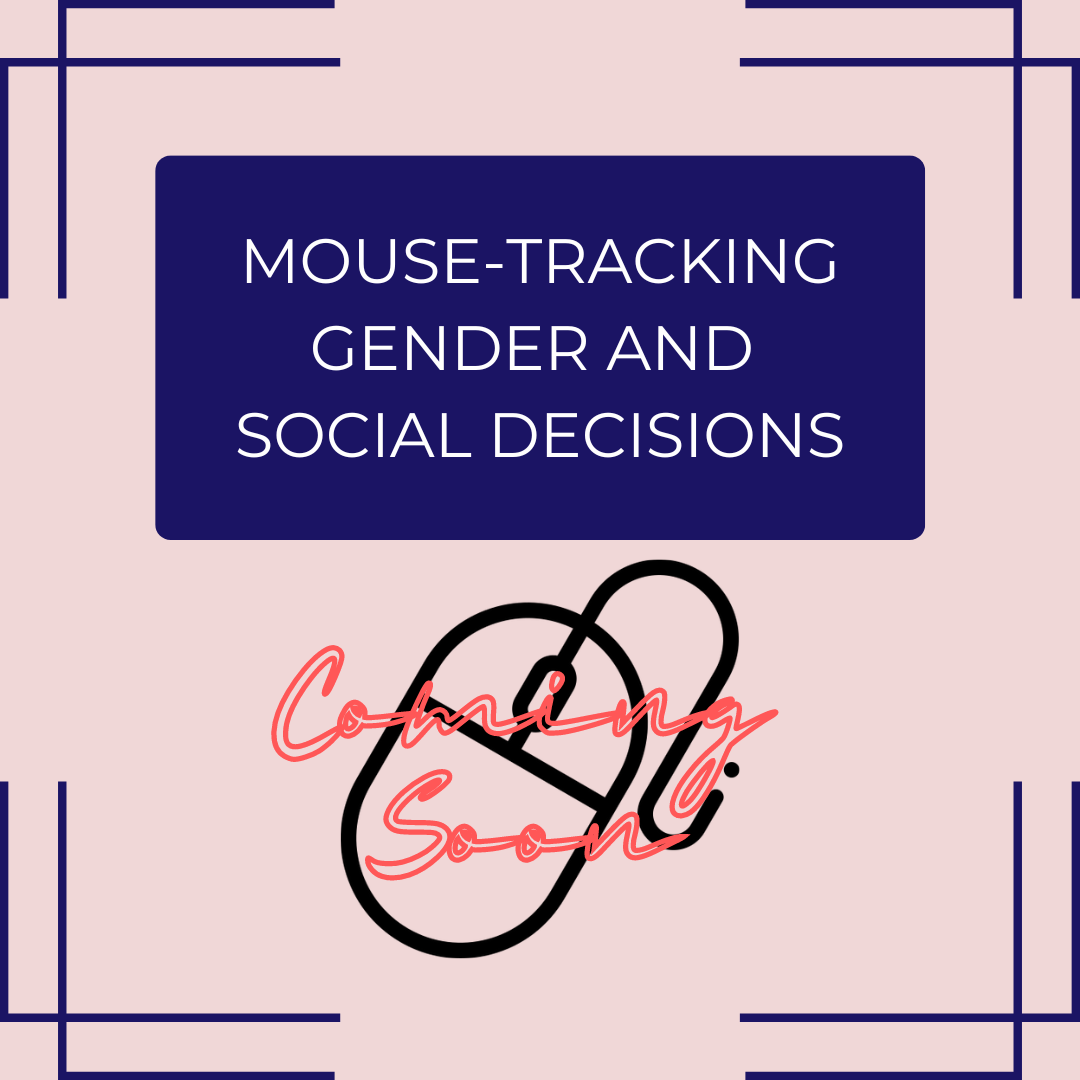 MOUSE-TRACKING
GENDER AND
SOCIAL DECISIONS
Coming
Soon